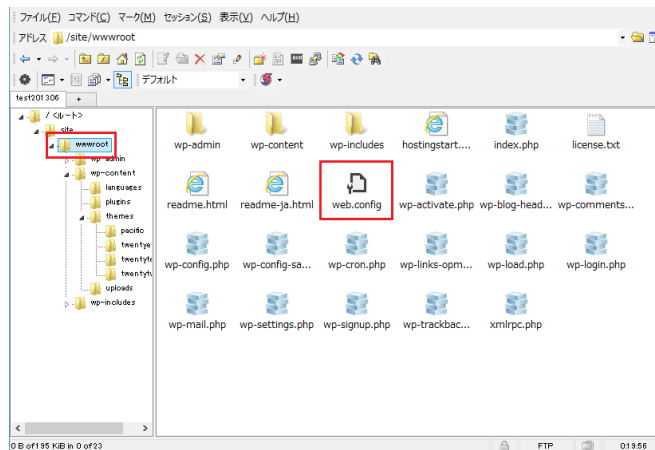 ファイル(F) コマンド(C) マーク(M) セッション(S) 表示(V) ヘルプ(H)
アドレス /site/wwwroot
デフォルト
test201306 +
/ <ルート>
site
wwwroot
wp-admin
wp-content
languages
plugins
themes
pacific
twentye
twentyte
twentytv
uploads
wp-includes
wp-admin wp-content wp-includes hostingstart.... index.php license.txt
readme.html readme-ja.html web.config wp-activate.php wp-blog-head... wp-comments...
wp-config.php wp-config-sa... wp-cron.php wp-links-opm... wp-load.php wp-login.php
wp-mail.php wp-settings.php wp-signup.php wp-trackbac... xmlrpc.php
0 B of195 KiB in 0 of23 FTP 0:19:56